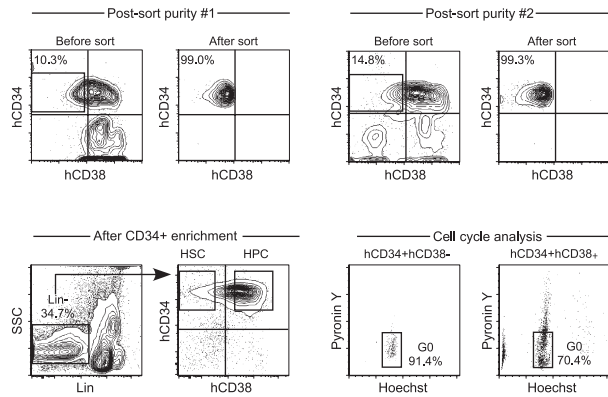 Post-sort purity #1
Before sort
After sort
10.3%
99.0%
hCD34
hCD34
hCD38
hCD38
Post-sort purity #2
Before sort
After sort
14.8%
99.3%
hCD34
hCD34
hCD38
hCD38
After CD34+ enrichment
HSC
HPC
Lin-
34.7%
SSC
hCD34
Lin
hCD38
Cell cycle analysis
hCD34+hCD38-
hCD34+hCD38+
Pyronin Y
Pyronin Y
G0
91.4%
G0
70.4%
Hoechst
Hoechst